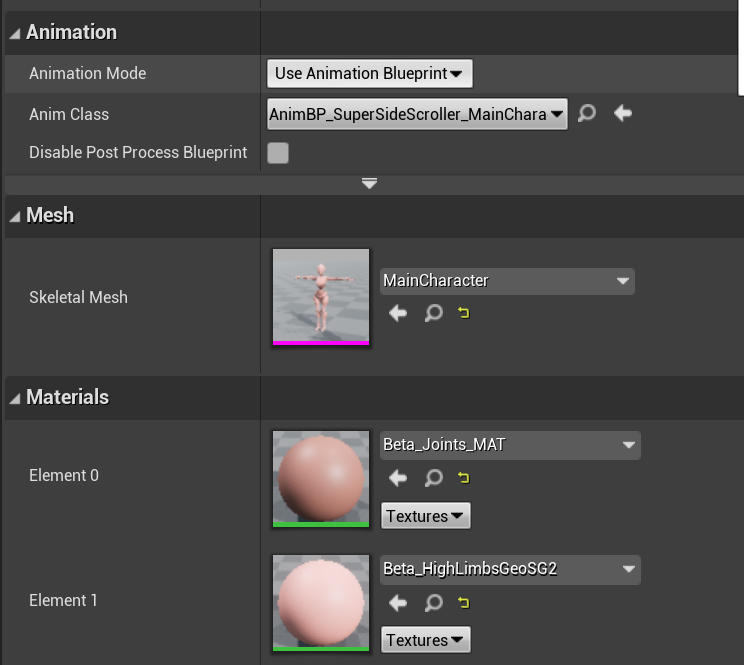 Animation
Animation Mode
Use Animation Blueprint
Anim Class
AnimBP_SuperSideScroller_MainChara
Disable Post Process Blueprint
Mesh
Skeletal Mesh
MainCharacter
Materials
Element 0
Beta_Joints_MAT
Textures
Element 1
Beta_HighLimbsGeoSG2
Textures